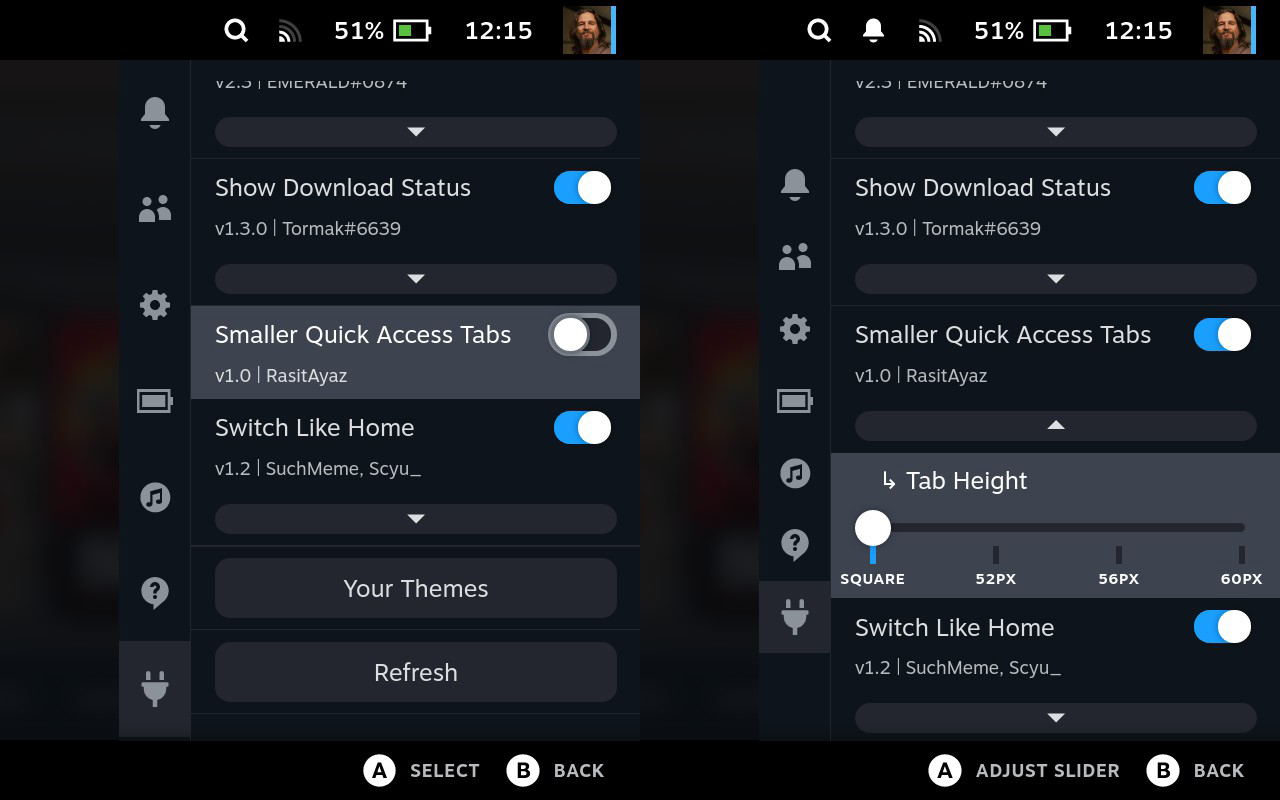 51%
12:15
v2.3 | EMERALD#0874
Show Download Status
v1.3.0 | Tormak#6639
Smaller Quick Access Tabs
v1.0 | RasitAyaz
Switch Like Home
v1.2 | SuchMeme, Scyu_
Your Themes
Refresh
A SELECT B BACK
51%
12:15
v2.3 | EMERALD#0874
Show Download Status
v1.3.0 | Tormak#6639
Smaller Quick Access Tabs
v1.0 | RasitAyaz
↳ Tab Height
SQUARE 52PX 56PX 60PX
Switch Like Home
v1.2 | SuchMeme, Scyu_
A ADJUST SLIDER B BACK